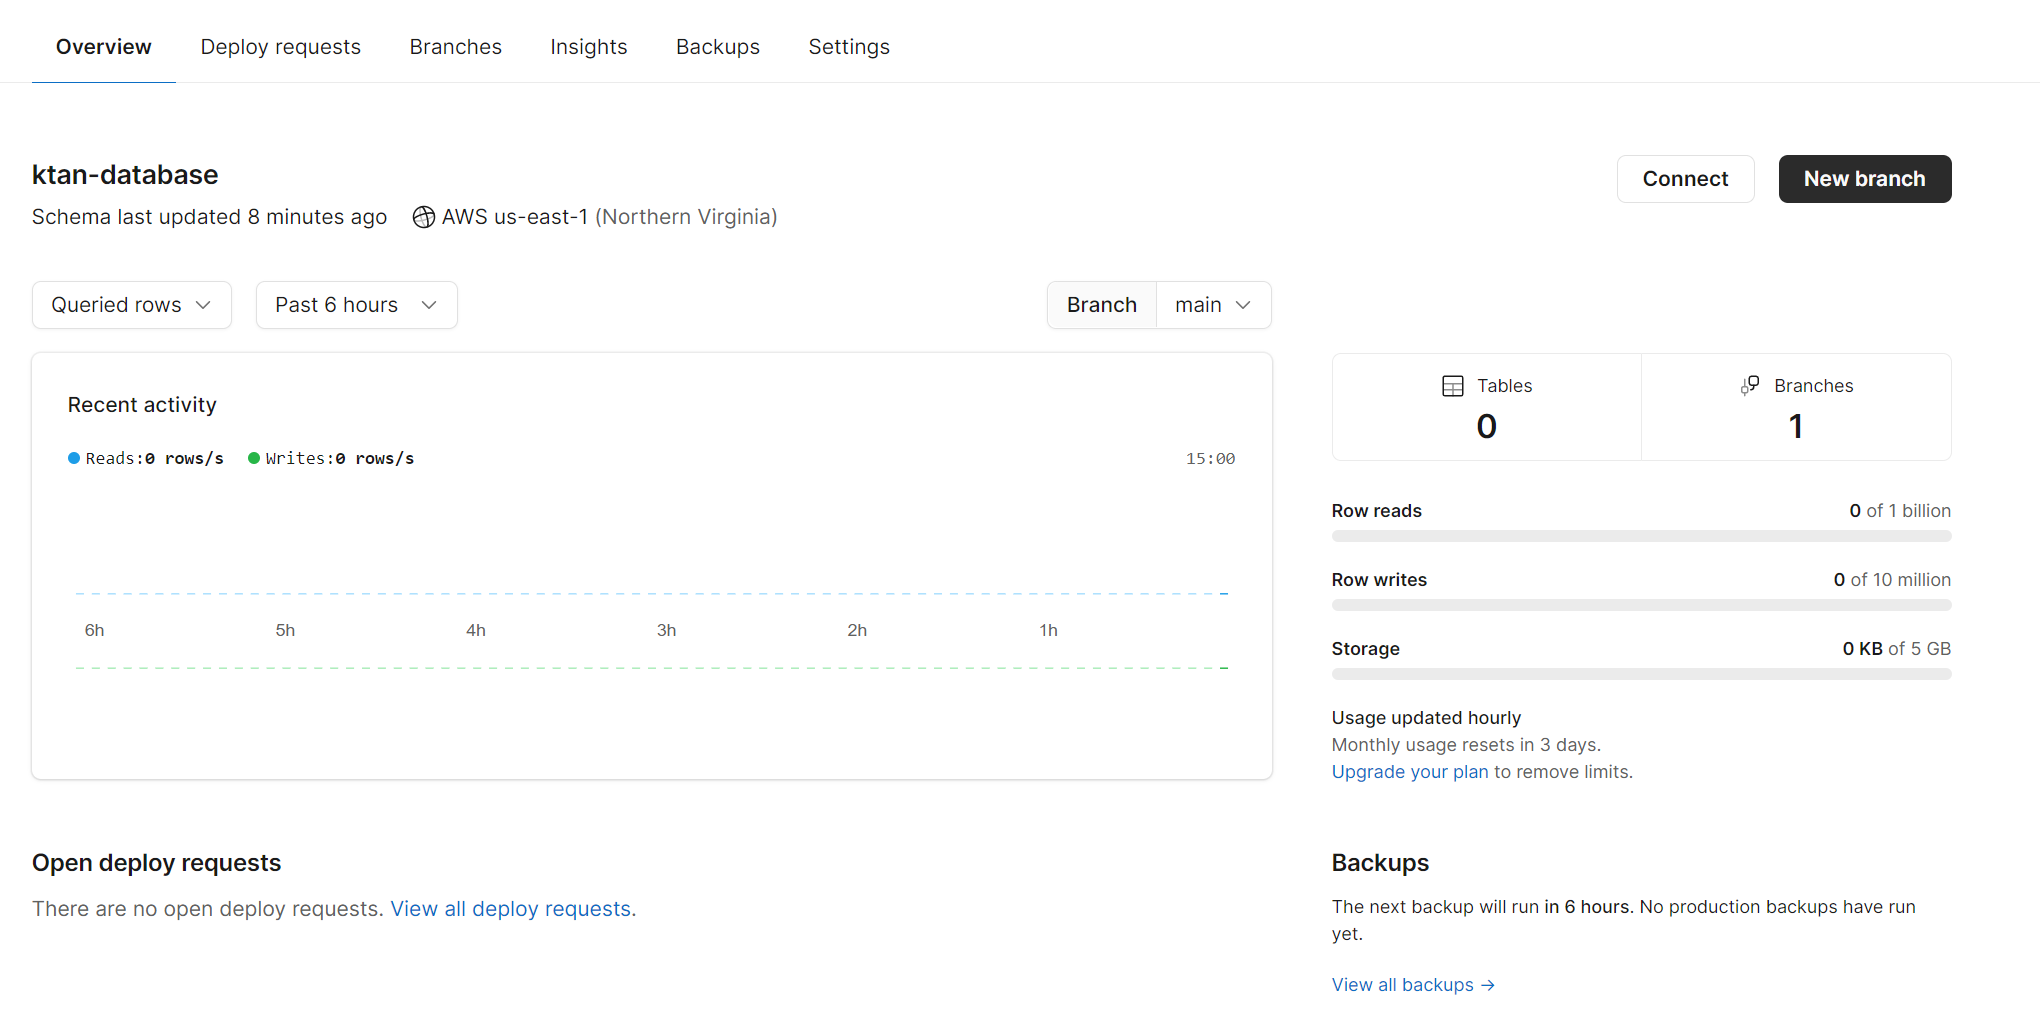 Overview Deploy requests Branches Insights Backups Settings
ktan-database
Connect New branch
Schema last updated 8 minutes ago AWS us-east-1 (Northern Virginia)
Queried rows Past 6 hours Branch main
Recent activity
Reads:0 rows/s Writes:0 rows/s 15:00
6h 5h 4h 3h 2h 1h
Tables Branches
0 1
Row reads 0 of 1 billion
Row writes 0 of 10 million
Storage 0 KB of 5 GB
Usage updated hourly
Monthly usage resets in 3 days.
Upgrade your plan to remove limits.
Open deploy requests
There are no open deploy requests. View all deploy requests.
Backups
The next backup will run in 6 hours. No production backups have run
yet.
View all backups →